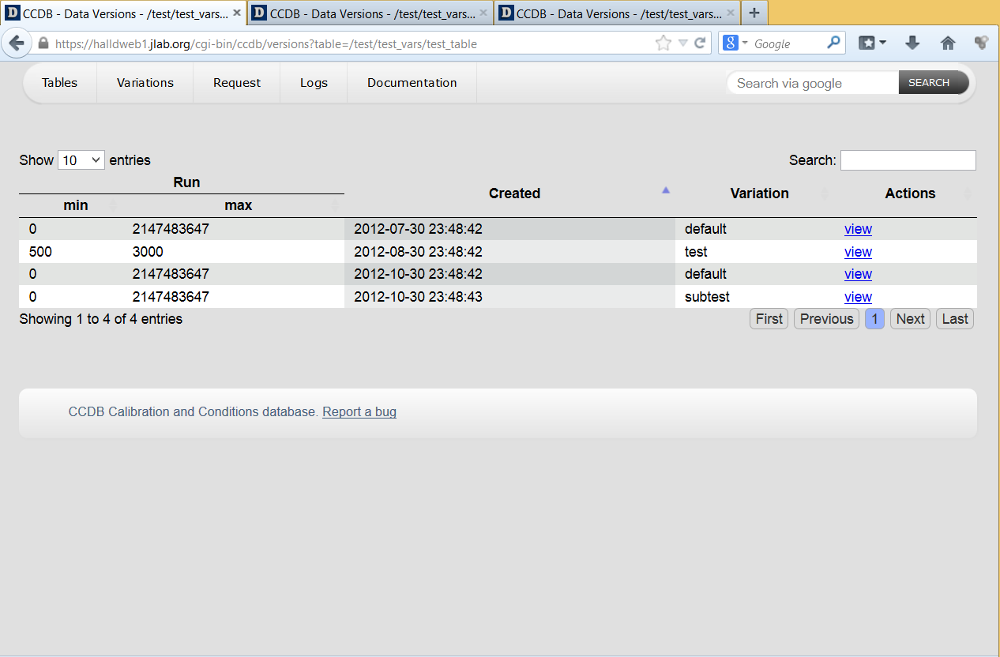 CCDB - Data Versions - /test/test_vars... CCDB - Data Versions - /test/test_vars... CCDB - Data Versions - /test/test_vars...
https://halldweb1.jlab.org/cgi-bin/ccdb/versions?table=/test/test_vars/test_table Google
Tables Variations Request Logs Documentation Search via google SEARCH
Show 10 entries Search:
Run
Created Variation Actions
min max
0 2147483647 2012-07-30 23:48:42 default view
500 3000 2012-08-30 23:48:42 test view
0 2147483647 2012-10-30 23:48:42 default view
0 2147483647 2012-10-30 23:48:43 subtest view
Showing 1 to 4 of 4 entries First Previous 1 Next Last
CCDB Calibration and Conditions database. Report a bug